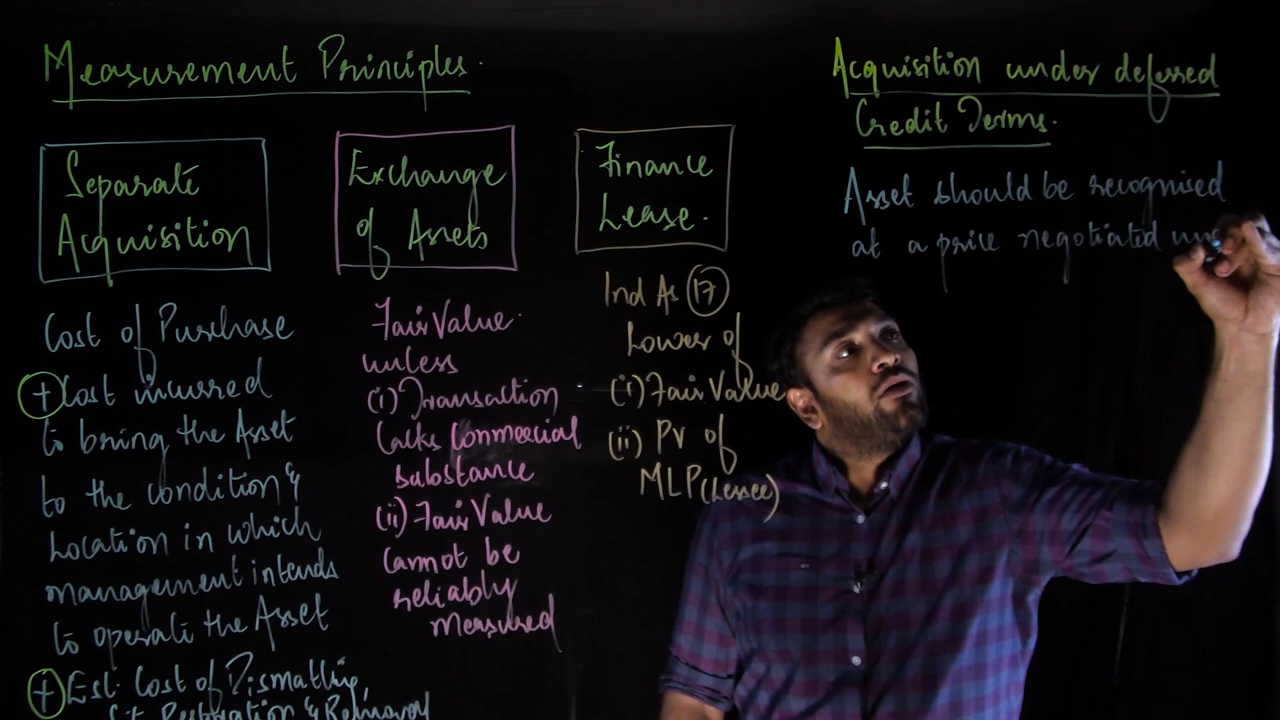 Measurement Principles.
Separate
Acquisition
Cost of Purchase
+ Cost incurred
to bring the Asset
to the condition &
Location in which
management intends
to operate the Asset
+ Est. Cost of Dismatling,
Site Restoration & Removal
Exchange
of Assets
Fair Value.
unless
(i) Transaction
lacks Commercial
substance
(ii) Fair Value
cannot be
reliably
measured
Finance
Lease.
Ind As 17
Lower of
(i) Fair Value
(ii) PV of
MLP (Lessee)
Acquisition under deferred
Credit Terms.
Asset should be recognised
at a price negotiated